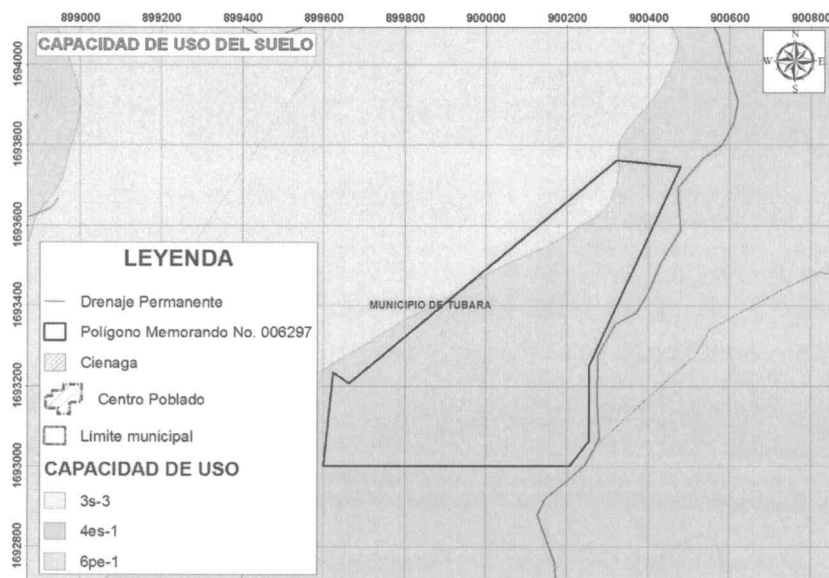 899000 899200 899400 899600 899800 900000 900200 900400 900600 900800
CAPACIDAD DE USO DEL SUELO
N
W E
S
1694000
1693800
1693600
1693400
1693200
1693000
1692800
MUNICIPIO DE TUBARA
LEYENDA
Drenaje Permanente
Polígono Memorando No. 006297
Cienaga
Centro Poblado
Límite municipal
CAPACIDAD DE USO
3s-3
4es-1
6pe-1